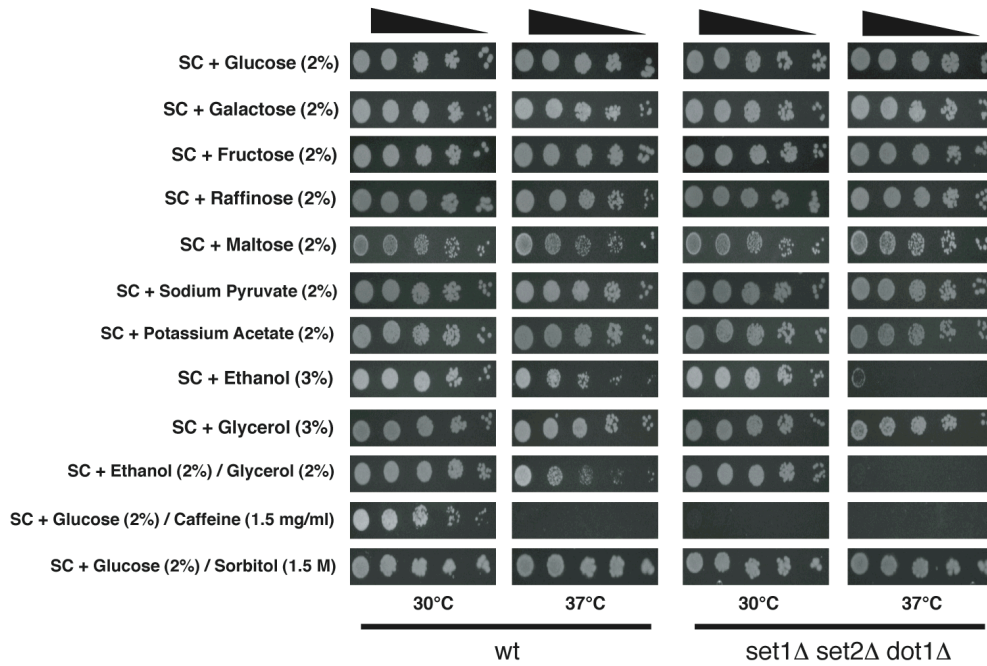 SC + Glucose (2%)
SC + Galactose (2%)
SC + Fructose (2%)
SC + Raffinose (2%)
SC + Maltose (2%)
SC + Sodium Pyruvate (2%)
SC + Potassium Acetate (2%)
SC + Ethanol (3%)
SC + Glycerol (3%)
SC + Ethanol (2%) / Glycerol (2%)
SC + Glucose (2%) / Caffeine (1.5 mg/ml)
SC + Glucose (2%) / Sorbitol (1.5 M)
30°C 37°C 30°C 37°C
wt set1Δ set2Δ dot1Δ